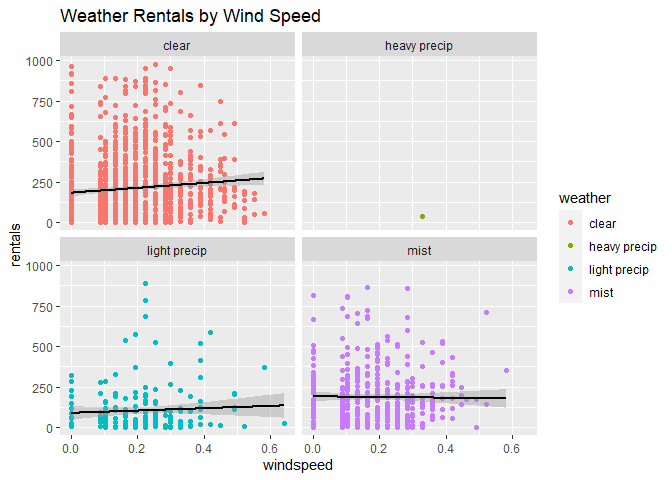 Weather Rentals by Wind Speed
clear
heavy precip
1000
750
500
250
0
light precip
mist
1000
750
500
250
0
rentals
0.0
0.2
0.4
0.6
0.0
0.2
0.4
0.6
windspeed
weather
clear
heavy precip
light precip
mist